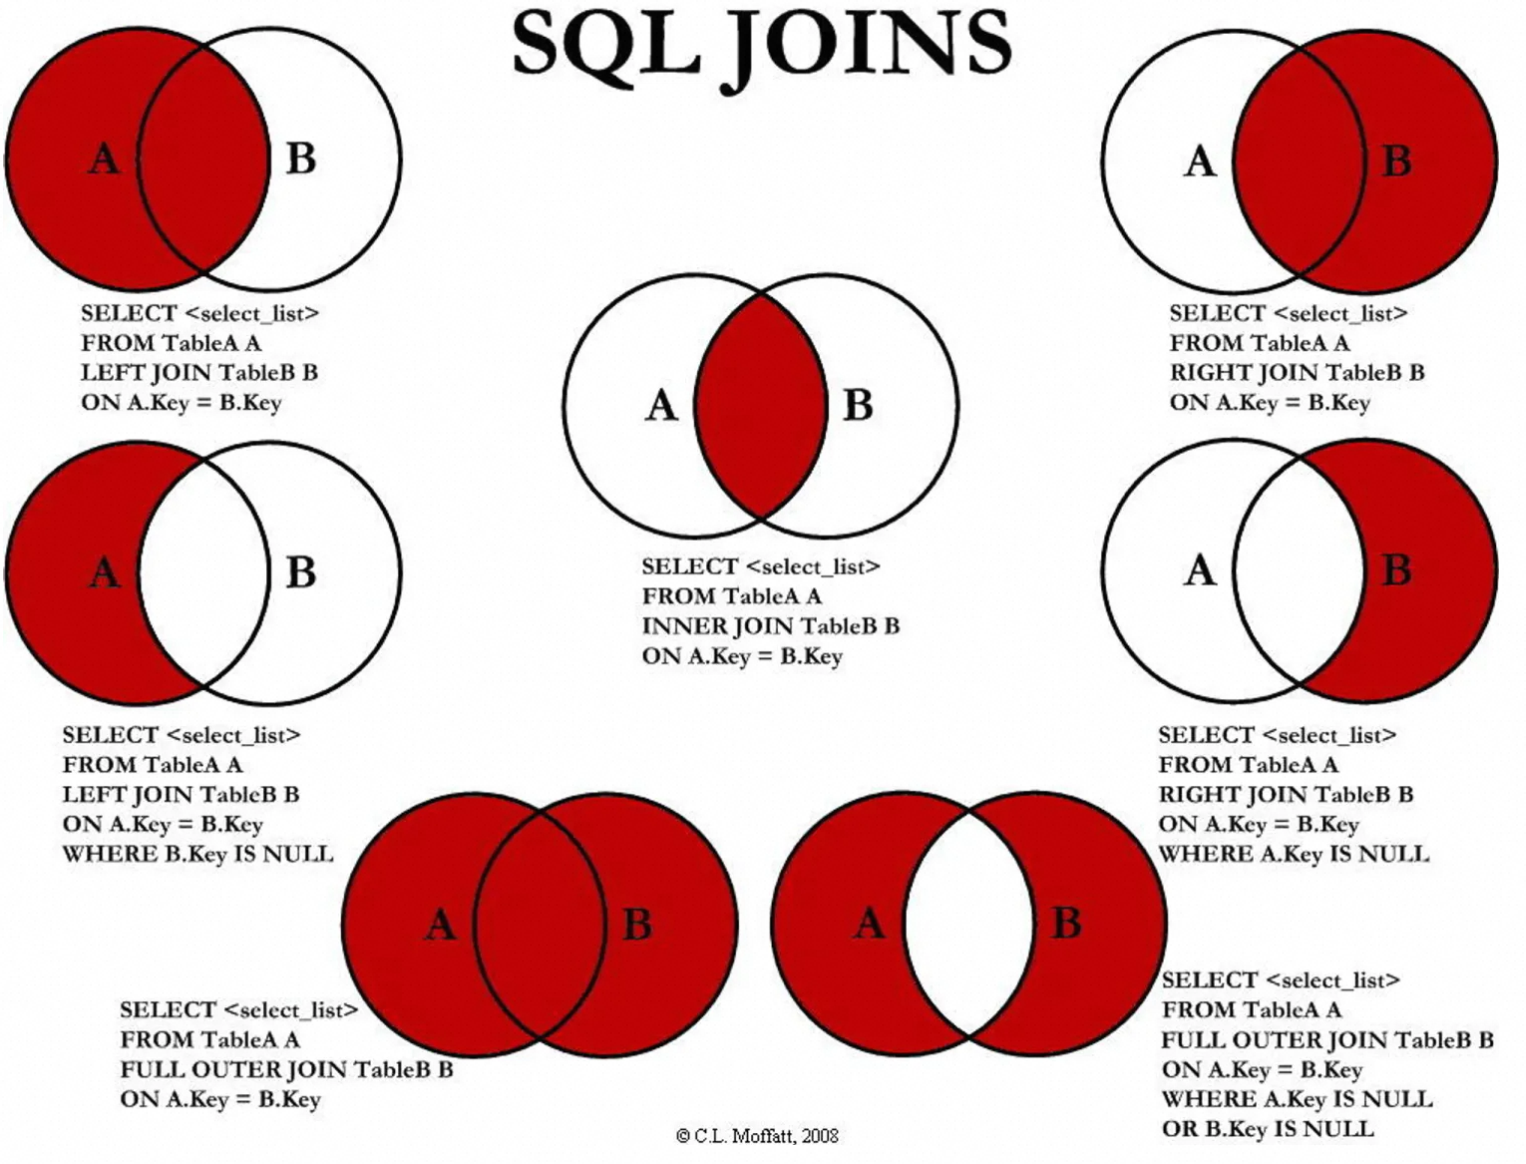 SQL JOINS
A B
SELECT <select_list>
FROM TableA A
LEFT JOIN TableB B
ON A.Key = B.Key
A B
SELECT <select_list>
FROM TableA A
RIGHT JOIN TableB B
ON A.Key = B.Key
A B
SELECT <select_list>
FROM TableA A
INNER JOIN TableB B
ON A.Key = B.Key
A B
SELECT <select_list>
FROM TableA A
LEFT JOIN TableB B
ON A.Key = B.Key
WHERE B.Key IS NULL
A B
SELECT <select_list>
FROM TableA A
RIGHT JOIN TableB B
ON A.Key = B.Key
WHERE A.Key IS NULL
A B
SELECT <select_list>
FROM TableA A
FULL OUTER JOIN TableB B
ON A.Key = B.Key
A B
SELECT <select_list>
FROM TableA A
FULL OUTER JOIN TableB B
ON A.Key = B.Key
WHERE A.Key IS NULL
OR B.Key IS NULL
© C.L. Moffatt, 2008